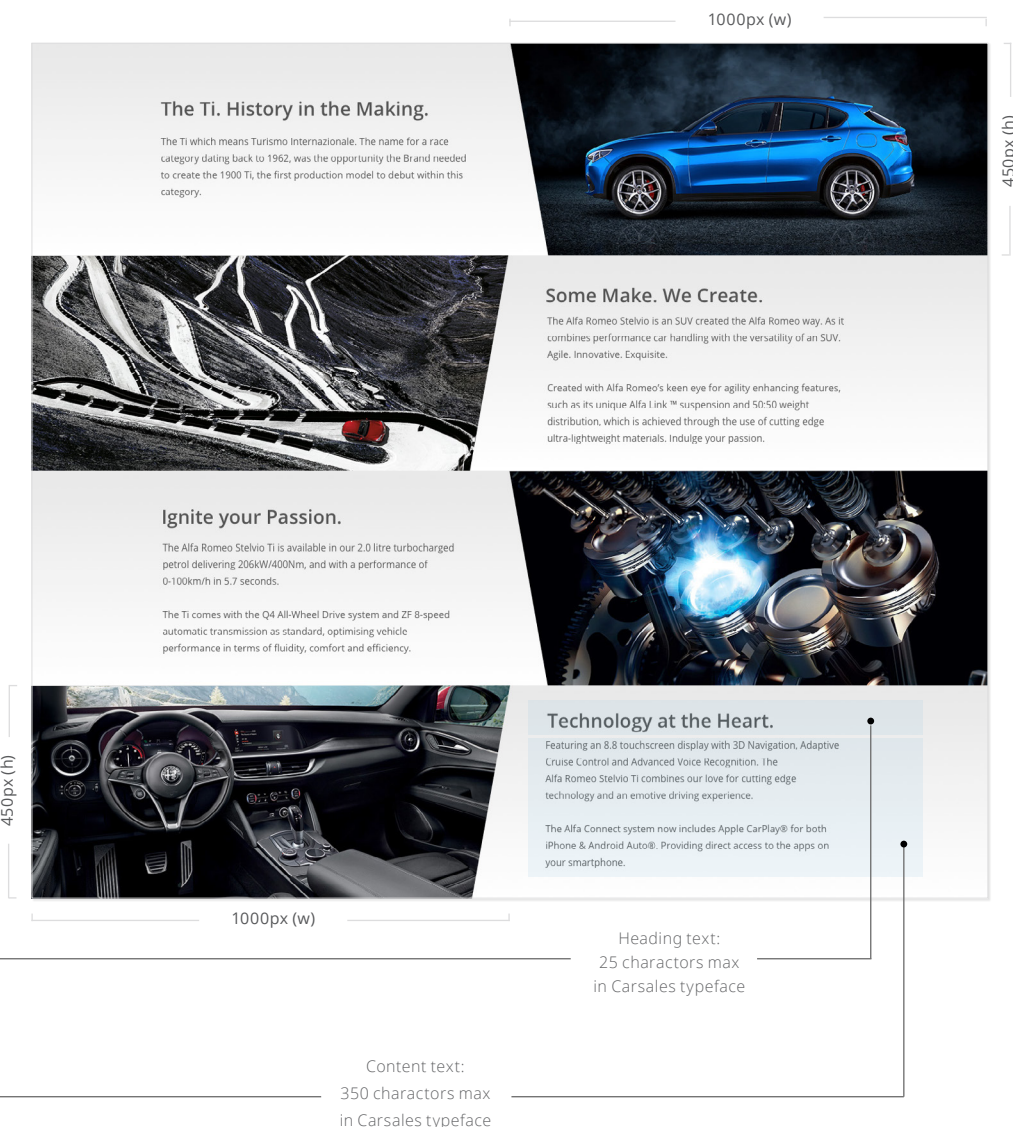 1000px (w)
450px (h)
The Ti. History in the Making.
The Ti which means Turismo Internazionale. The name for a race
category dating back to 1962, was the opportunity the Brand needed
to create the 1900 Ti, the first production model to debut within this
category.
Some Make. We Create.
The Alfa Romeo Stelvio is an SUV created the Alfa Romeo way. As it
combines performance car handling with the versatility of an SUV.
Agile. Innovative. Exquisite.
Created with Alfa Romeo’s keen eye for agility enhancing features,
such as its unique Alfa Link ™ suspension and 50:50 weight
distribution, which is achieved through the use of cutting edge
ultra-lightweight materials. Indulge your passion.
Ignite your Passion.
The Alfa Romeo Stelvio Ti is available in our 2.0 litre turbocharged
petrol delivering 206kW/400Nm, and with a performance of
0-100km/h in 5.7 seconds.
The Ti comes with the Q4 All-Wheel Drive system and ZF 8-speed
automatic transmission as standard, optimising vehicle
performance in terms of fluidity, comfort and efficiency.
450px (h)
Technology at the Heart.
Featuring an 8.8 touchscreen display with 3D Navigation, Adaptive
Cruise Control and Advanced Voice Recognition. The
Alfa Romeo Stelvio Ti combines our love for cutting edge
technology and an emotive driving experience.
The Alfa Connect system now includes Apple CarPlay® for both
iPhone & Android Auto®. Providing direct access to the apps on
your smartphone.
1000px (w)
Heading text:
25 charactors max
in Carsales typeface
Content text:
350 charactors max
in Carsales typeface